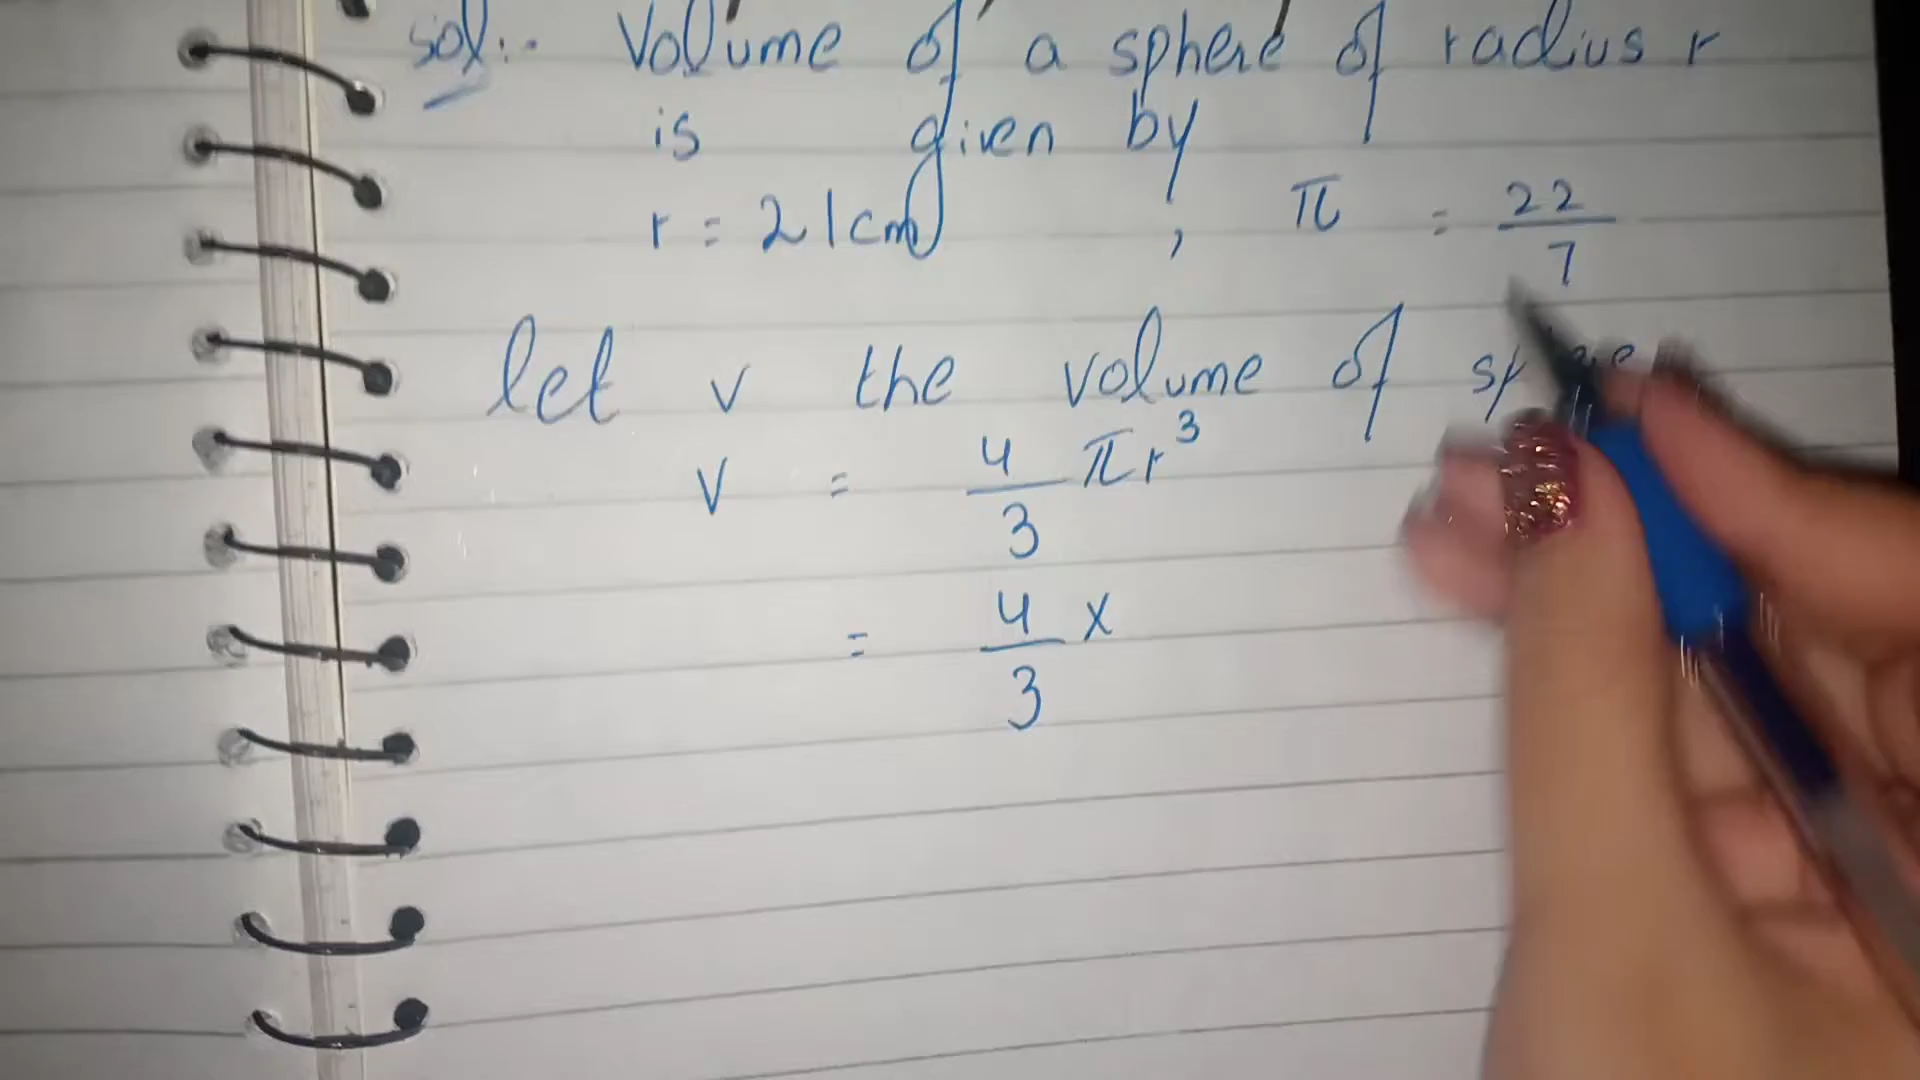 sol:- Volume of a sphere of radius r
is given by
r = 21cm , π = 22/7
let v the volume of
v = 4/3 πr³
= 4/3 x